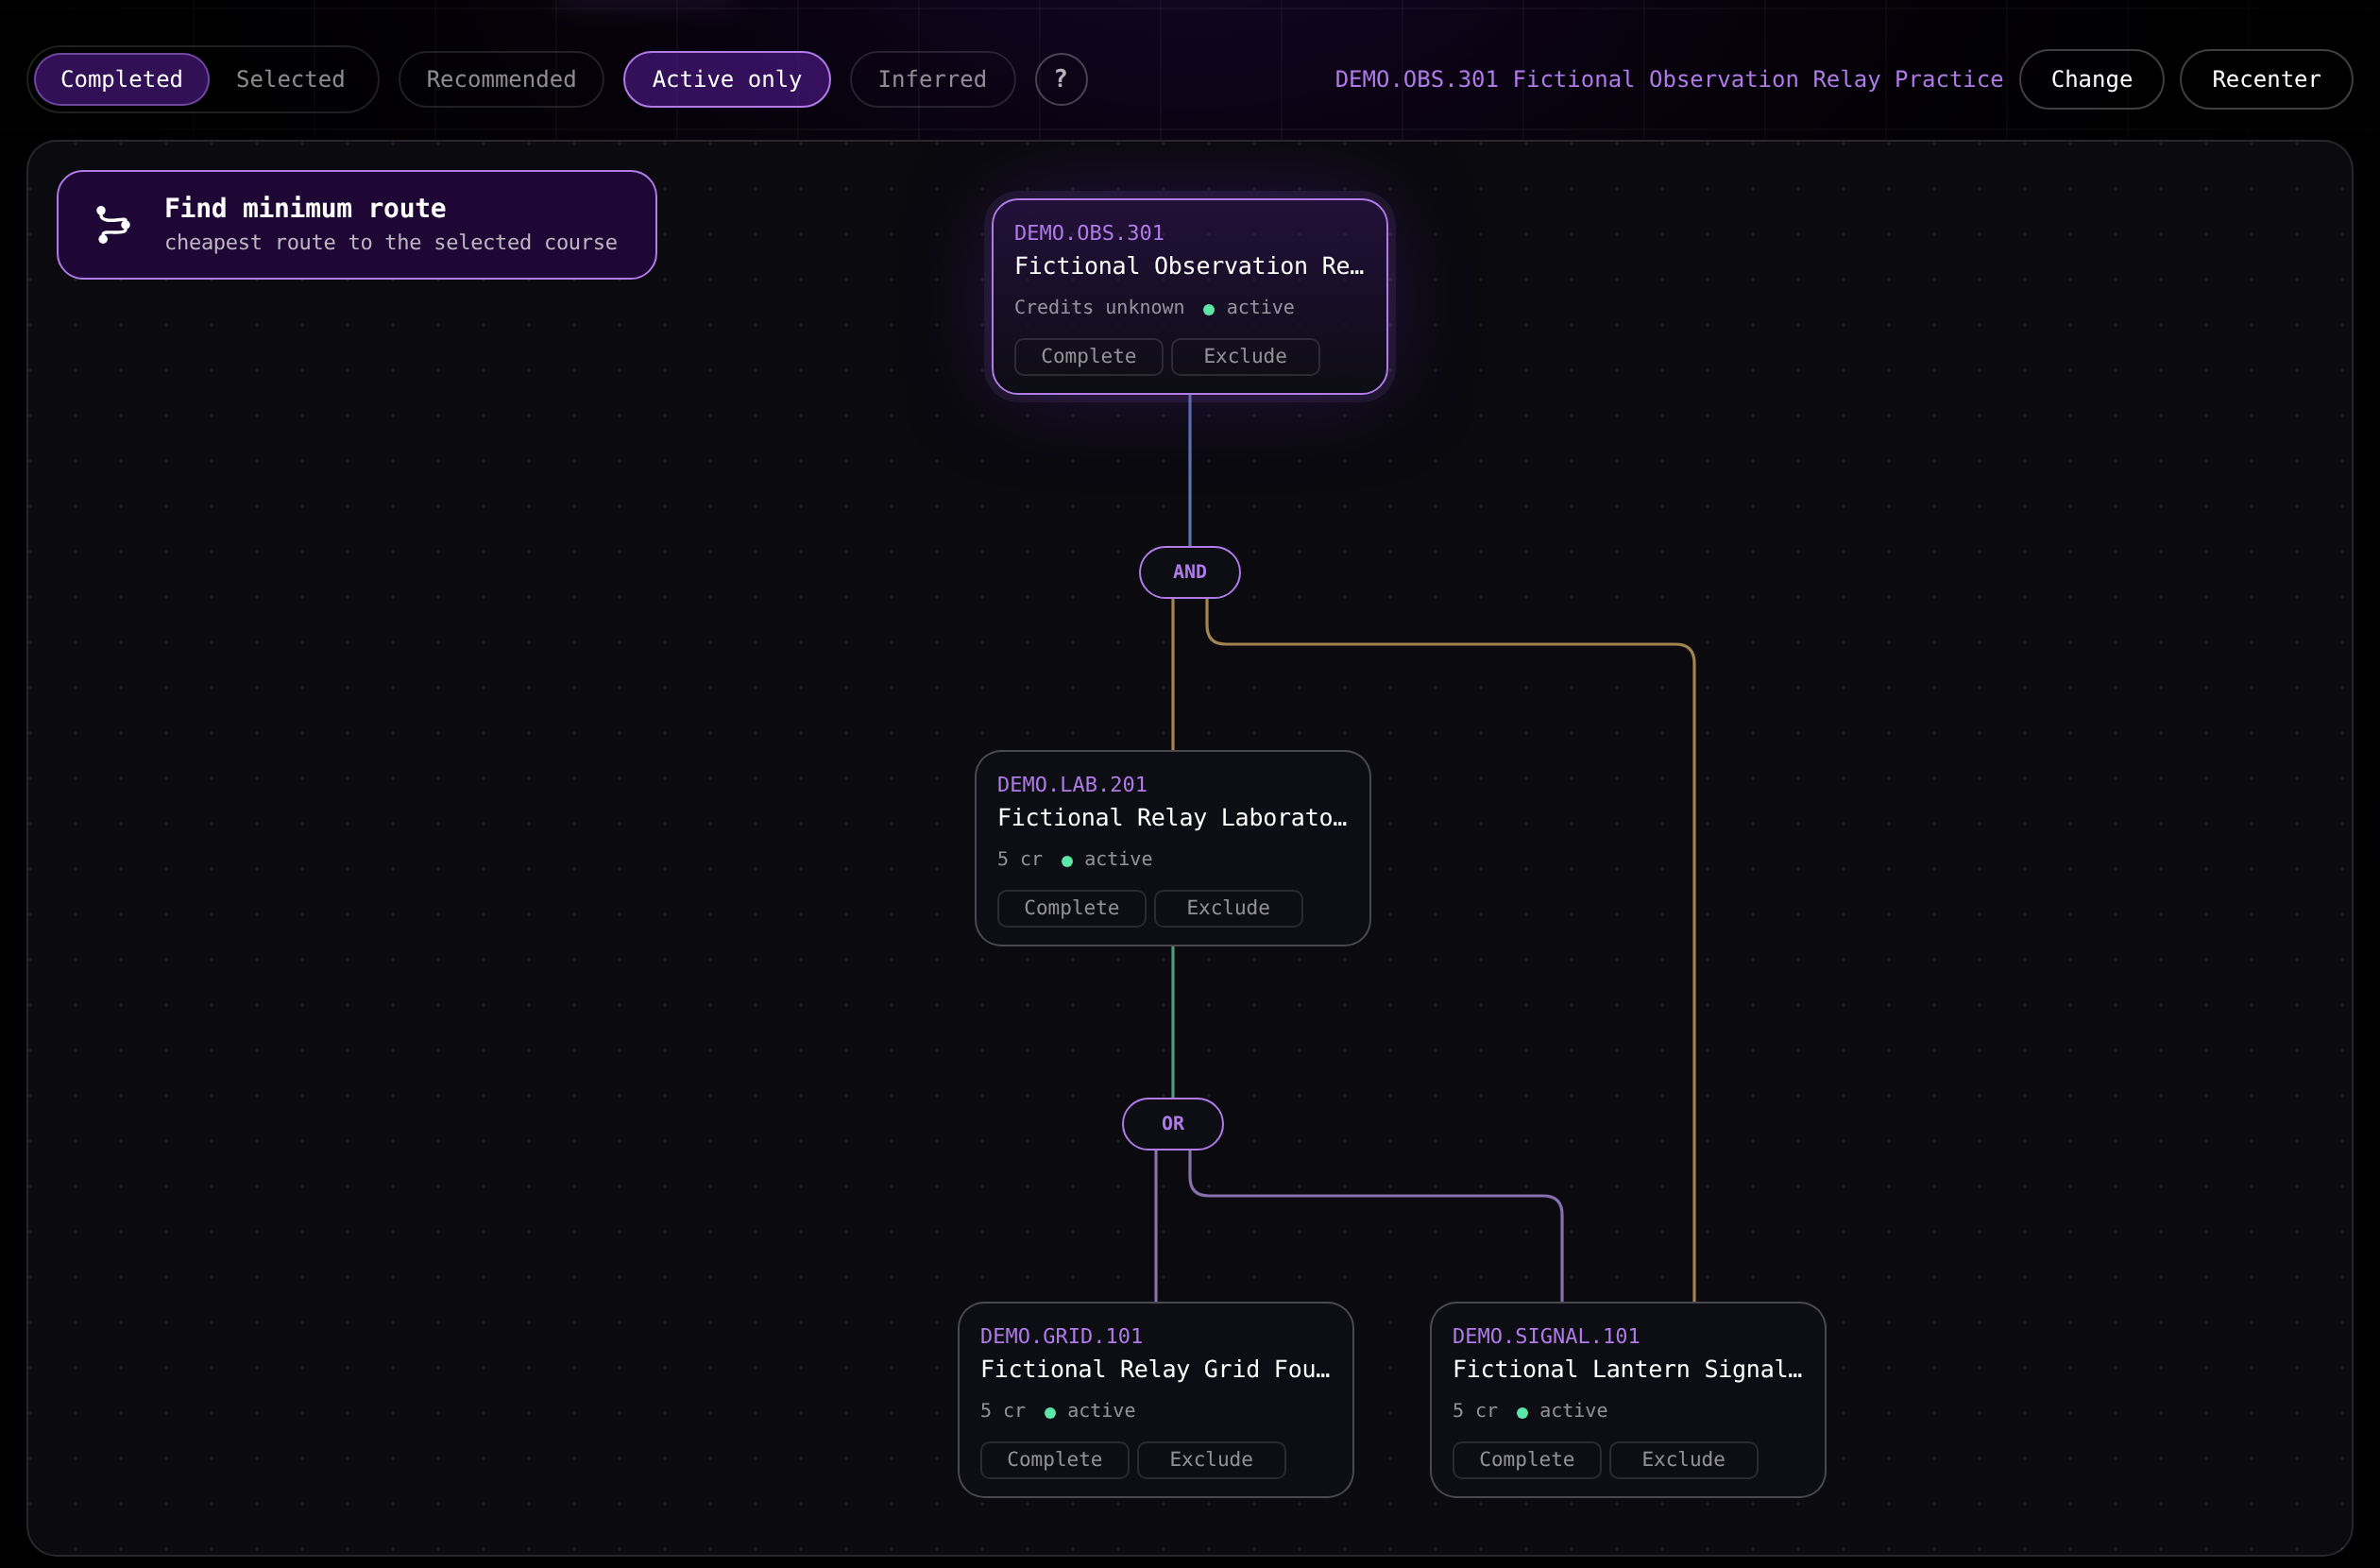 Completed Selected Recommended Active only Inferred ? DEMO.OBS.301 Fictional Observation Relay Practice Change Recenter
Find minimum route
cheapest route to the selected course
DEMO.OBS.301
Fictional Observation Re…
Credits unknown active
Complete Exclude
AND
DEMO.LAB.201
Fictional Relay Laborato…
5 cr active
Complete Exclude
OR
DEMO.GRID.101
Fictional Relay Grid Fou…
5 cr active
Complete Exclude
DEMO.SIGNAL.101
Fictional Lantern Signal…
5 cr active
Complete Exclude